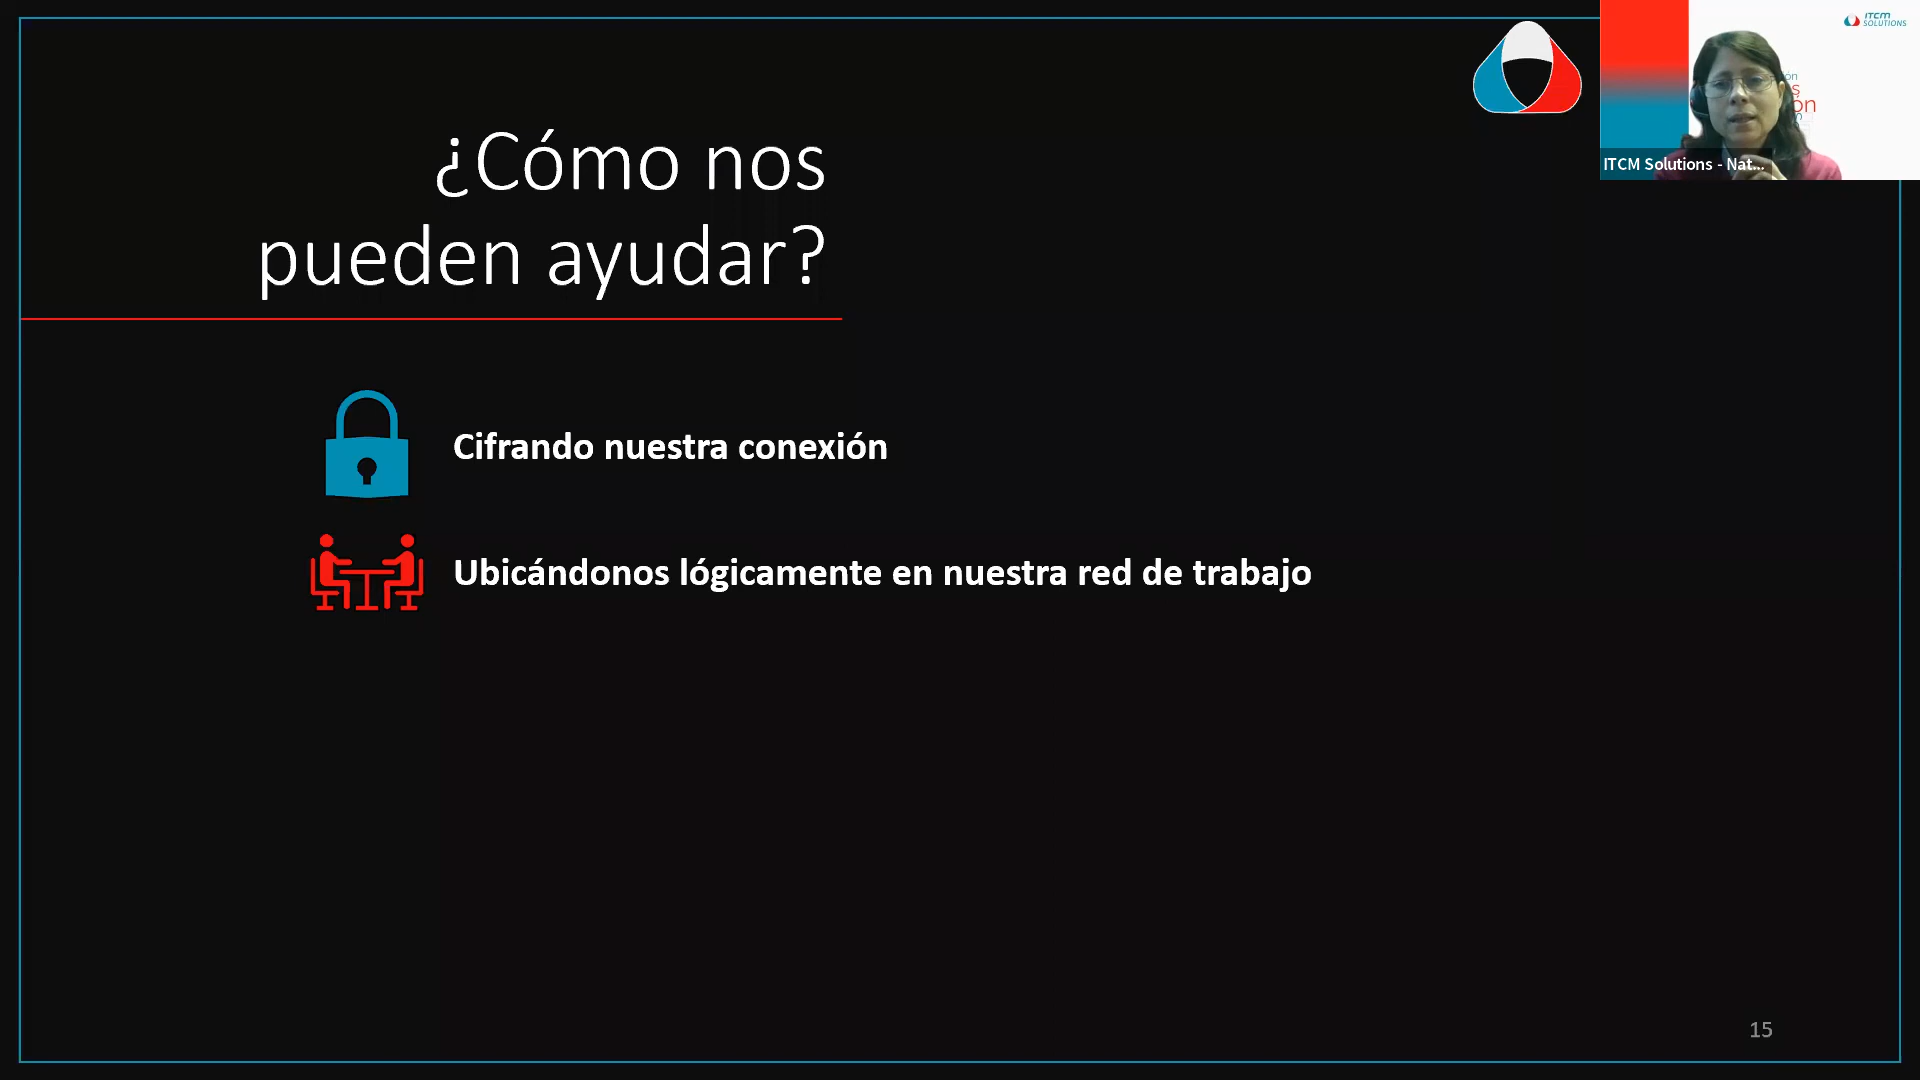 ¿Cómo nos
pueden ayudar?
ITCM
SOLUTIONS
ITCM Solutions - Nat...
Cifrando nuestra conexión
Ubicándonos lógicamente en nuestra red de trabajo
15